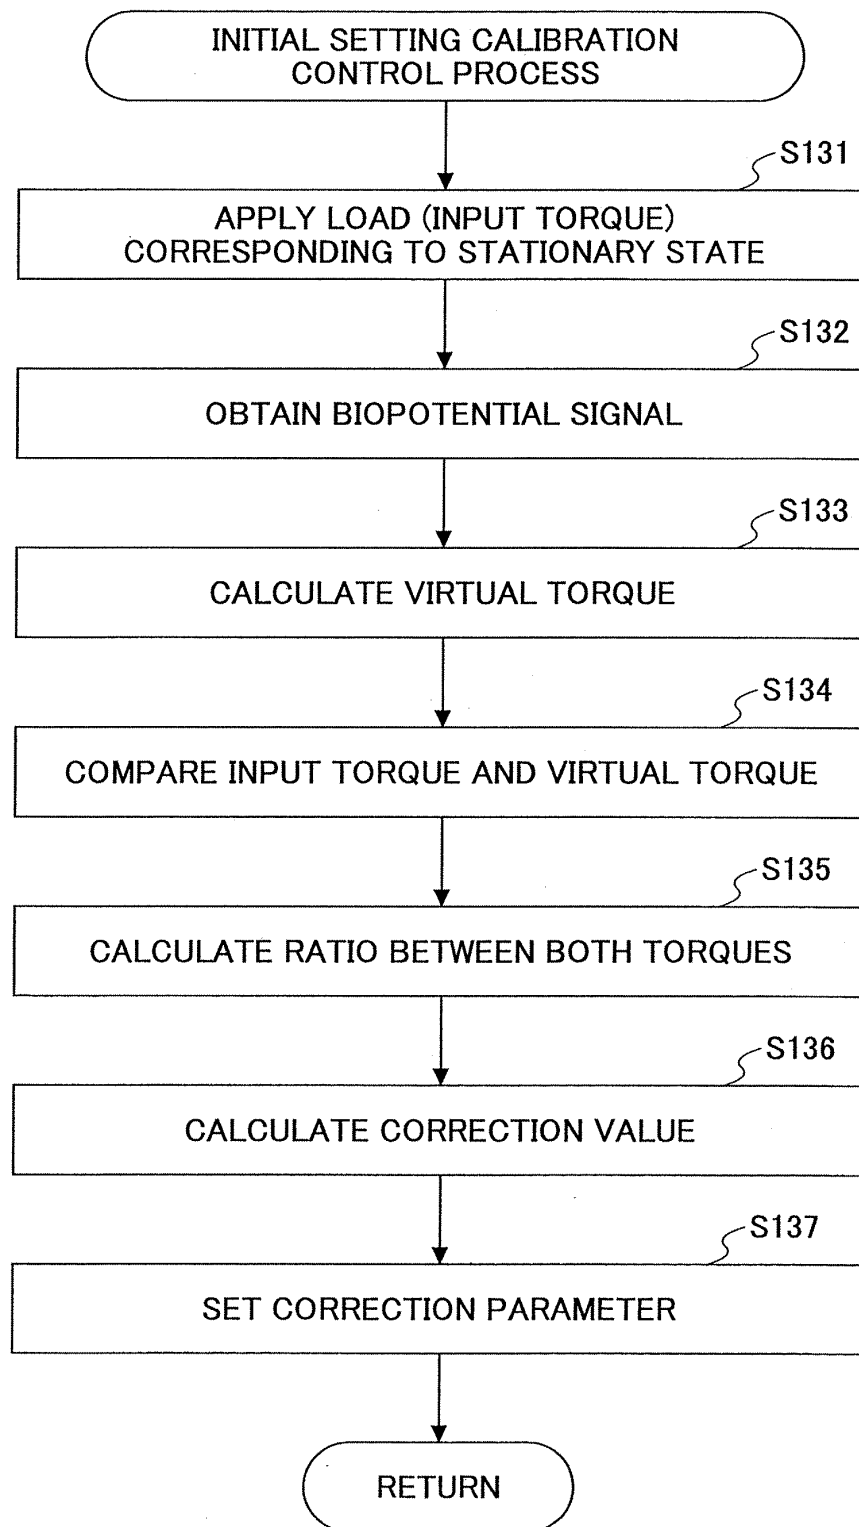 INITIAL SETTING CALIBRATION
CONTROL PROCESS
S131
APPLY LOAD (INPUT TORQUE)
CORRESPONDING TO STATIONARY STATE
S132
OBTAIN BIOPOTENTIAL SIGNAL
S133
CALCULATE VIRTUAL TORQUE
S134
COMPARE INPUT TORQUE AND VIRTUAL TORQUE
S135
CALCULATE RATIO BETWEEN BOTH TORQUES
S136
CALCULATE CORRECTION VALUE
S137
SET CORRECTION PARAMETER
RETURN